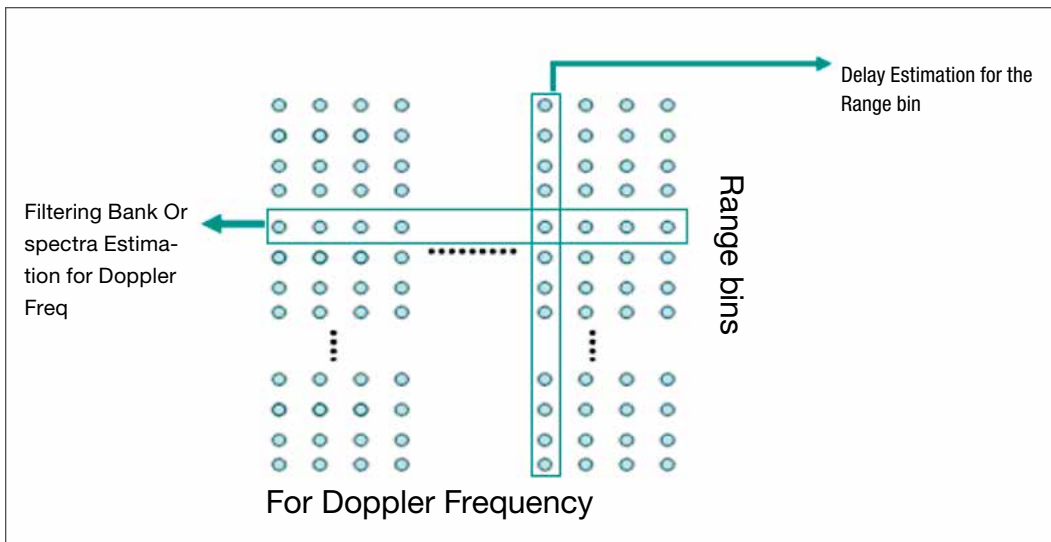 Delay Estimation for the
Range bin
Filtering Bank Or
spectra Estima-
tion for Doppler
Freq
Range bins
For Doppler Frequency